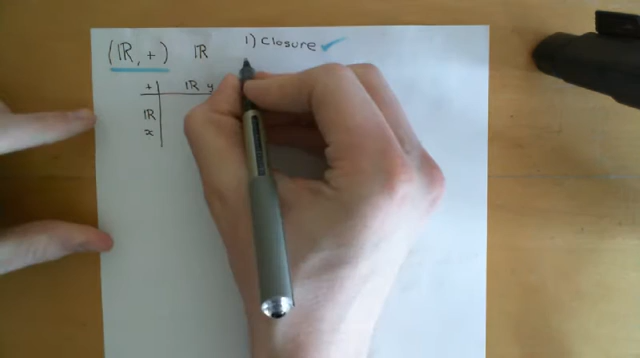 (ℝ, +) ℝ 1) Closure ✓
+ ℝ y
ℝ
x